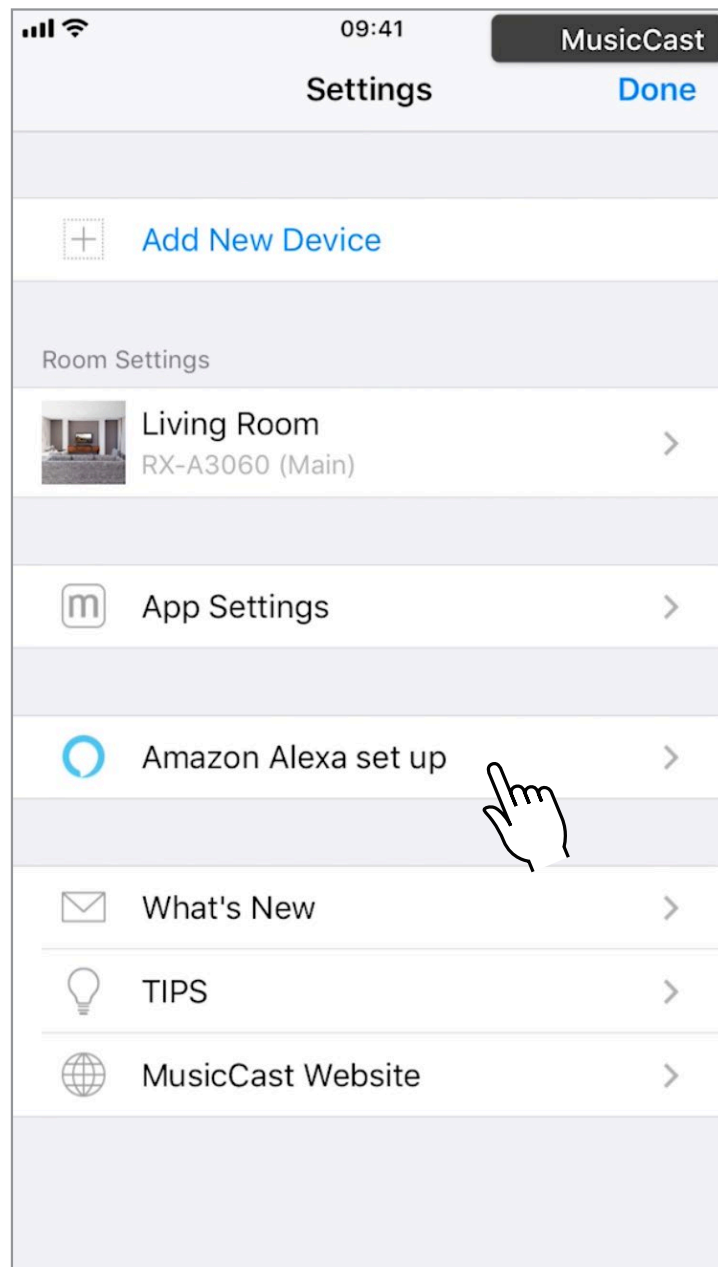 09:41
MusicCast
Settings
Done
Add New Device
Room Settings
Living Room
RX-A3060 (Main)
m
App Settings
Amazon Alexa set up
What's New
TIPS
MusicCast Website